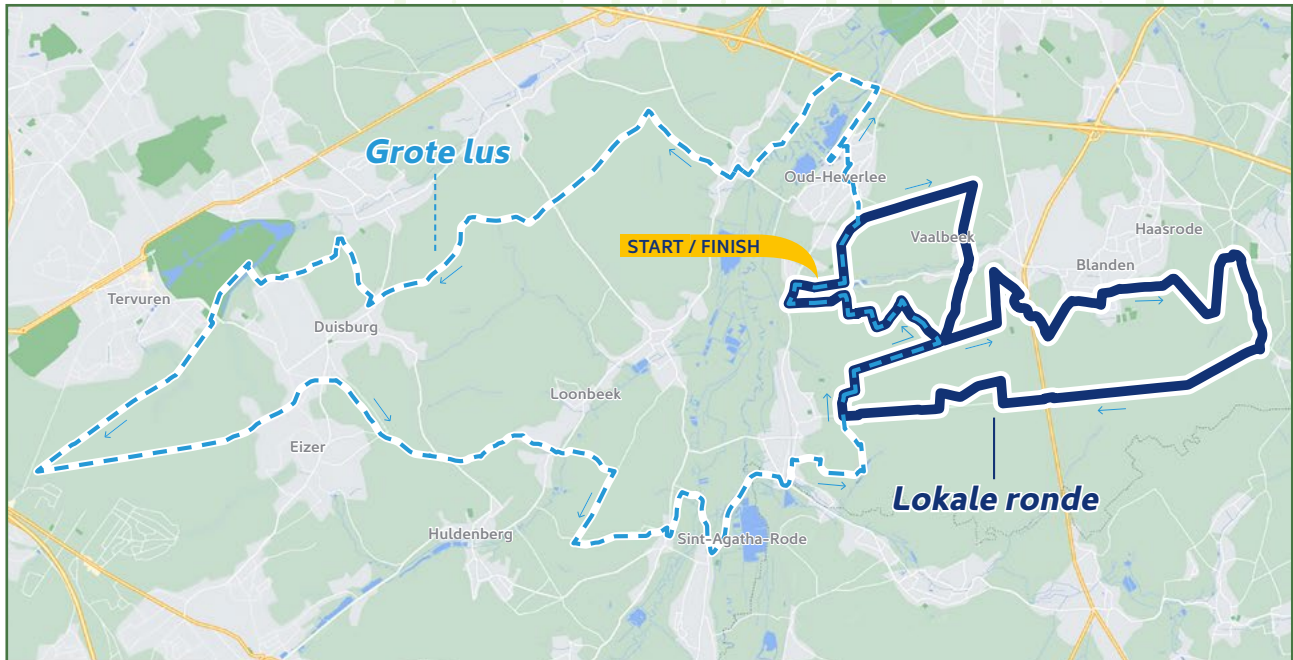 Grote lus
Oud-Heverlee
START / FINISH
Vaalbeek
Haasrode
Blanden
Tervuren
Duisburg
Loonbeek
Eizer
Lokale ronde
Huldenberg
Sint-Agatha-Rode